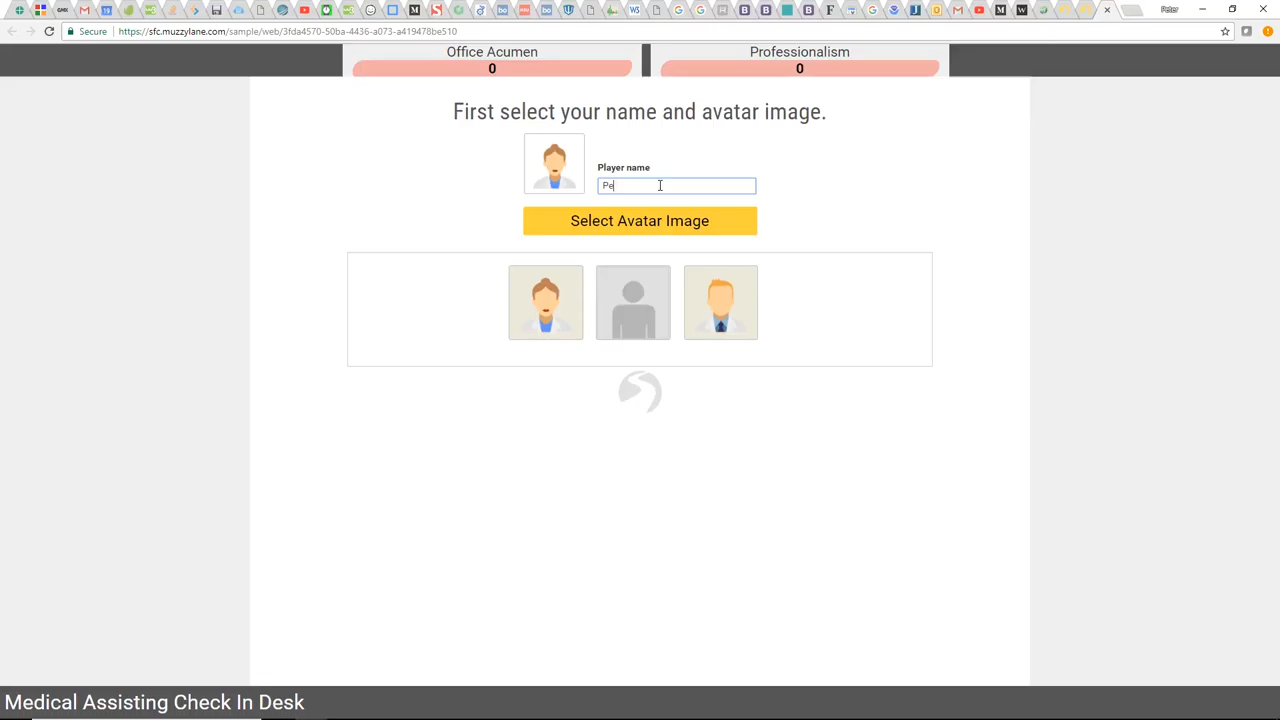 Peter
Secure
https://sfc.muzzylane.com/sample/web/3fda4570-50ba-4436-a073-a419478be510
Office Acumen
0
Professionalism
0
First select your name and avatar image.
Player name
Pe
Select Avatar Image
Medical Assisting Check In Desk